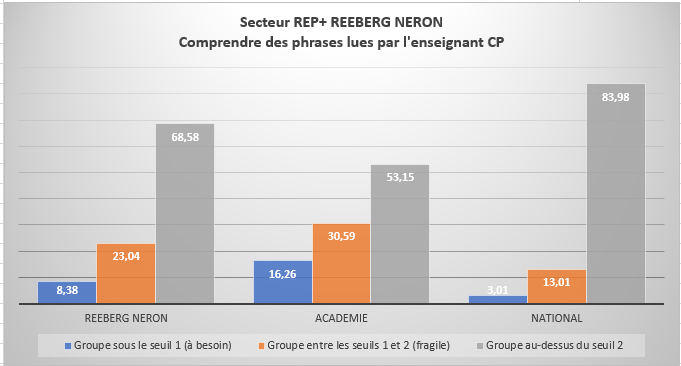 Secteur REP+ REEBERG NERON
Comprendre des phrases lues par l'enseignant CP
83,98
68,58
53,15
30,59
23,04
16,26
13,01
8,38
3,01
REEBERG NERON
ACADEMIE
NATIONAL
Groupe sous le seuil 1 (à besoin)
Groupe entre les seuils 1 et 2 (fragile)
Groupe au-dessus du seuil 2